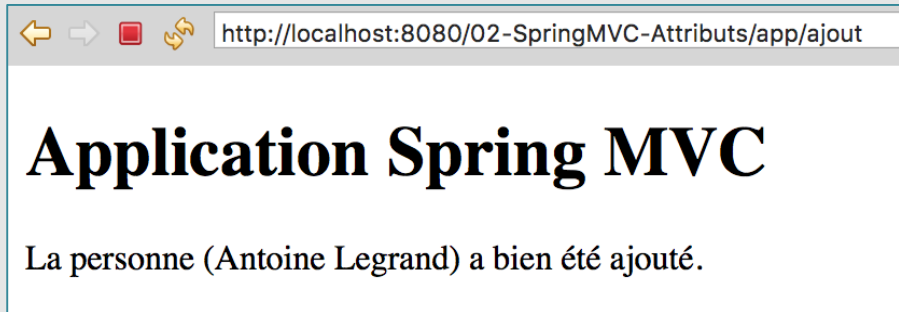 http://localhost:8080/02-SpringMVC-Attributs/app/ajout
Application Spring MVC
La personne (Antoine Legrand) a bien été ajouté.